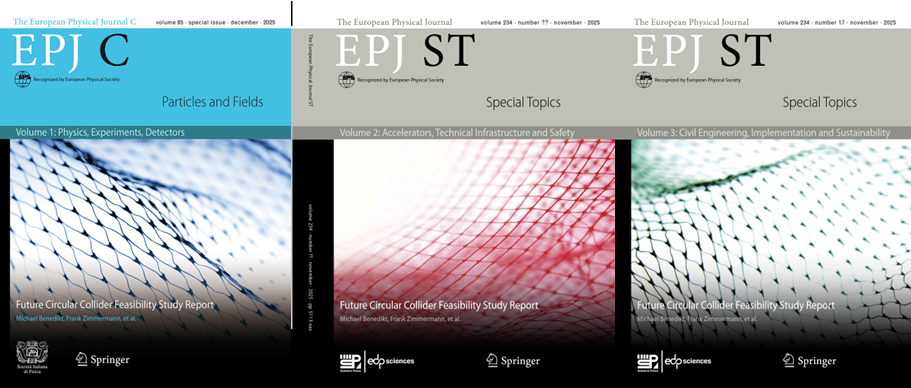 The European Physical Journal C
volume 85 · special issue · december · 2025
EPJ C
EPS
Recognized by European Physical Society
Particles and Fields
Volume 1: Physics, Experiments, Detectors
Future Circular Collider Feasibility Study Report
Michael Benedikt, Frank Zimmermann, et al.
Società Italiana
di Fisica
Springer
The European Physical Journal ST
volume 234 · number ?? · november · 2025
The European Physical Journal
volume 234 · number ?? · november · 2025
EPJ ST
EPS
Recognized by European Physical Society
Special Topics
Volume 2: Accelerators, Technical Infrastructure and Safety
Future Circular Collider Feasibility Study Report
Michael Benedikt, Frank Zimmermann, et al.
edp sciences
Springer
The European Physical Journal
volume 234 · number 17 · november · 2025
EPJ ST
EPS
Recognized by European Physical Society
Special Topics
Volume 3: Civil Engineering, Implementation and Sustainability
Future Circular Collider Feasibility Study Report
Michael Benedikt, Frank Zimmermann, et al.
edp sciences
Springer